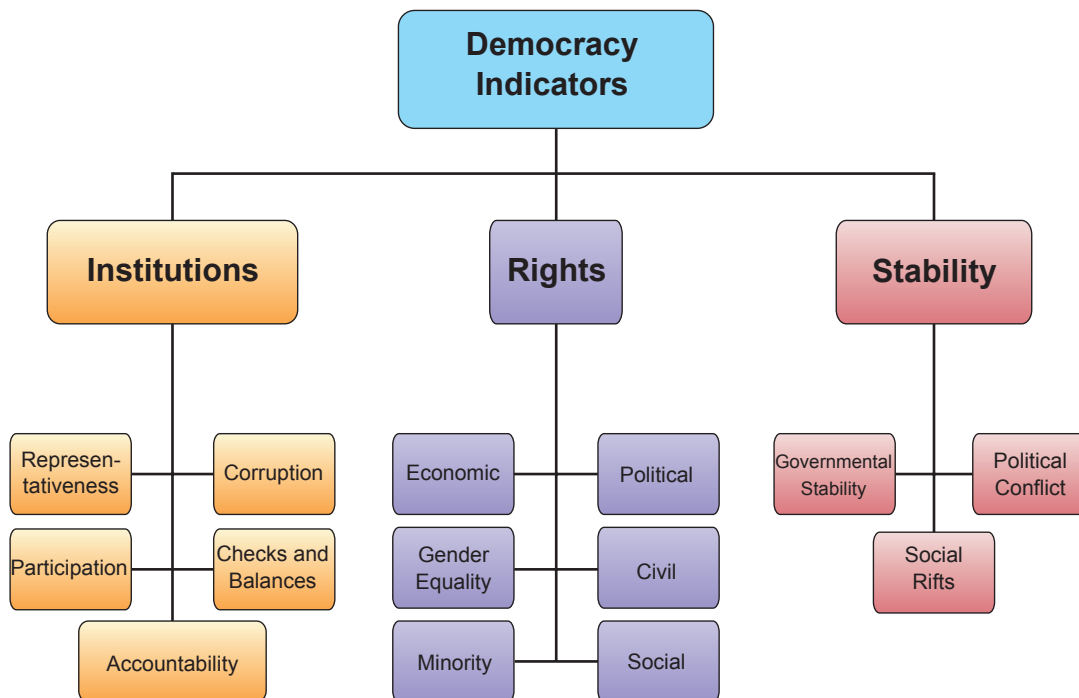 Democracy
Indicators
Institutions
Rights
Stability
Represen-
tativeness
Corruption
Participation
Checks and
Balances
Accountability
Economic
Political
Gender
Equality
Civil
Minority
Social
Governmental
Stability
Political
Conflict
Social
Rifts